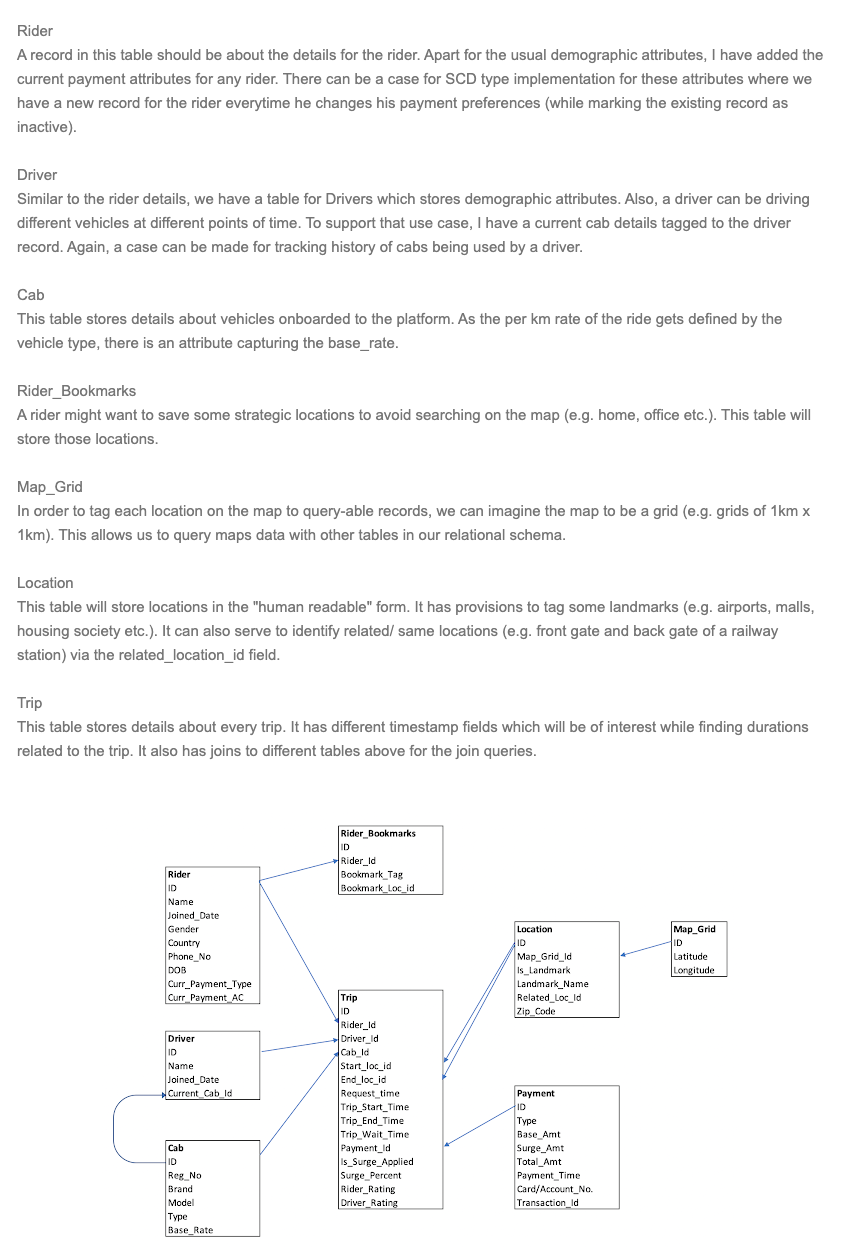 Rider
A record in this table should be about the details for the rider. Apart for the usual demographic attributes, I have added the
current payment attributes for any rider. There can be a case for SCD type implementation for these attributes where we
have a new record for the rider everytime he changes his payment preferences (while marking the existing record as
inactive).
Driver
Similar to the rider details, we have a table for Drivers which stores demographic attributes. Also, a driver can be driving
different vehicles at different points of time. To support that use case, I have a current cab details tagged to the driver
record. Again, a case can be made for tracking history of cabs being used by a driver.
Cab
This table stores details about vehicles onboarded to the platform. As the per km rate of the ride gets defined by the
vehicle type, there is an attribute capturing the base_rate.
Rider_Bookmarks
A rider might want to save some strategic locations to avoid searching on the map (e.g. home, office etc.). This table will
store those locations.
Map_Grid
In order to tag each location on the map to query-able records, we can imagine the map to be a grid (e.g. grids of 1km x
1km). This allows us to query maps data with other tables in our relational schema.
Location
This table will store locations in the "human readable" form. It has provisions to tag some landmarks (e.g. airports, malls,
housing society etc.). It can also serve to identify related/ same locations (e.g. front gate and back gate of a railway
station) via the related_location_id field.
Trip
This table stores details about every trip. It has different timestamp fields which will be of interest while finding durations
related to the trip. It also has joins to different tables above for the join queries.
Rider_Bookmarks
ID
Rider_Id
Bookmark_Tag
Bookmark_Loc_id
Rider
ID
Name
Joined_Date
Gender
Country
Phone_No
DOB
Curr_Payment_Type
Curr_Payment_AC
Location
ID
Map_Grid_Id
Is_Landmark
Landmark_Name
Related_Loc_Id
Zip_Code
Map_Grid
ID
Latitude
Longitude
Trip
ID
Rider_Id
Driver_Id
Cab_Id
Start_loc_id
End_loc_id
Request_time
Trip_Start_Time
Trip_End_Time
Trip_Wait_Time
Payment_Id
Is_Surge_Applied
Surge_Percent
Rider_Rating
Driver_Rating
Driver
ID
Name
Joined_Date
Current_Cab_Id
Payment
ID
Type
Base_Amt
Surge_Amt
Total_Amt
Payment_Time
Card/Account_No.
Transaction_Id
Cab
ID
Reg_No
Brand
Model
Type
Base_Rate